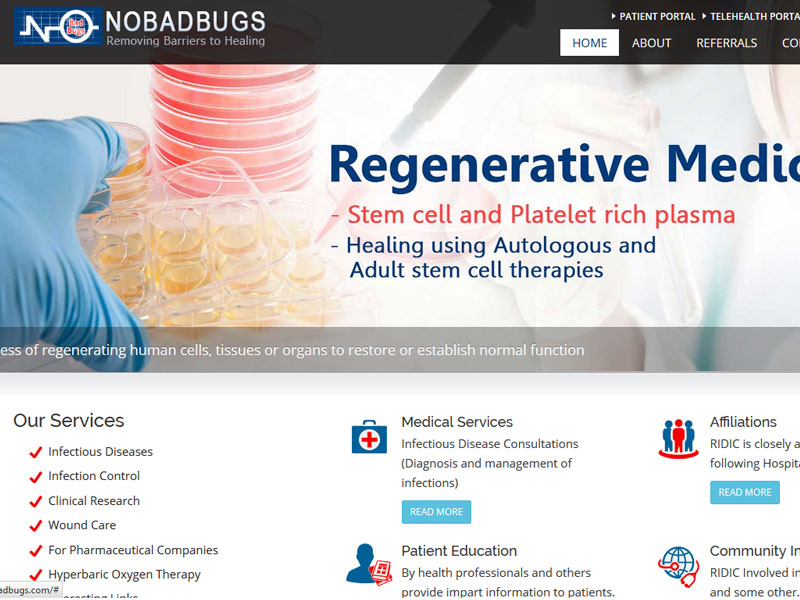 Bad
Bugs
NOBADBUGS
Removing Barriers to Healing
PATIENT PORTAL TELEHEALTH PORTA
HOME ABOUT REFERRALS CO
Regenerative Medic
- Stem cell and Platelet rich plasma
- Healing using Autologous and
Adult stem cell therapies
ess of regenerating human cells, tissues or organs to restore or establish normal function
Our Services
Infectious Diseases
Infection Control
Clinical Research
Wound Care
For Pharmaceutical Companies
Hyperbaric Oxygen Therapy
Interesting Links
adbugs.com/#
Medical Services
Infectious Disease Consultations
(Diagnosis and management of
infections)
READ MORE
Patient Education
By health professionals and others
provide impart information to patients.
Affiliations
RIDIC is closely a
following Hospita
READ MORE
Community In
RIDIC Involved in
and some other.